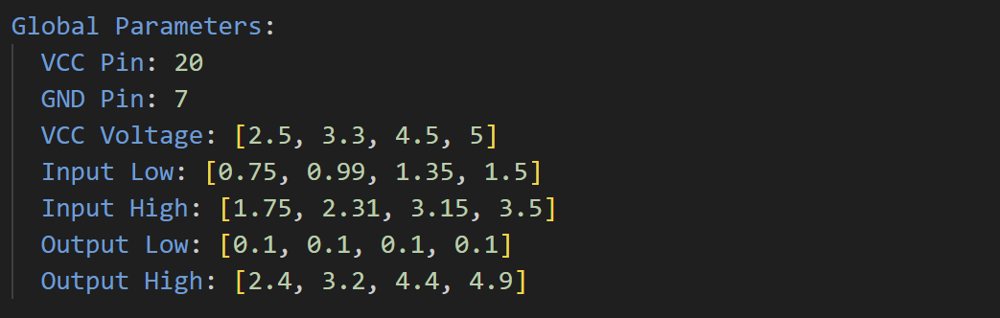 Global Parameters:
VCC Pin: 20
GND Pin: 7
VCC Voltage: [2.5, 3.3, 4.5, 5]
Input Low: [0.75, 0.99, 1.35, 1.5]
Input High: [1.75, 2.31, 3.15, 3.5]
Output Low: [0.1, 0.1, 0.1, 0.1]
Output High: [2.4, 3.2, 4.4, 4.9]